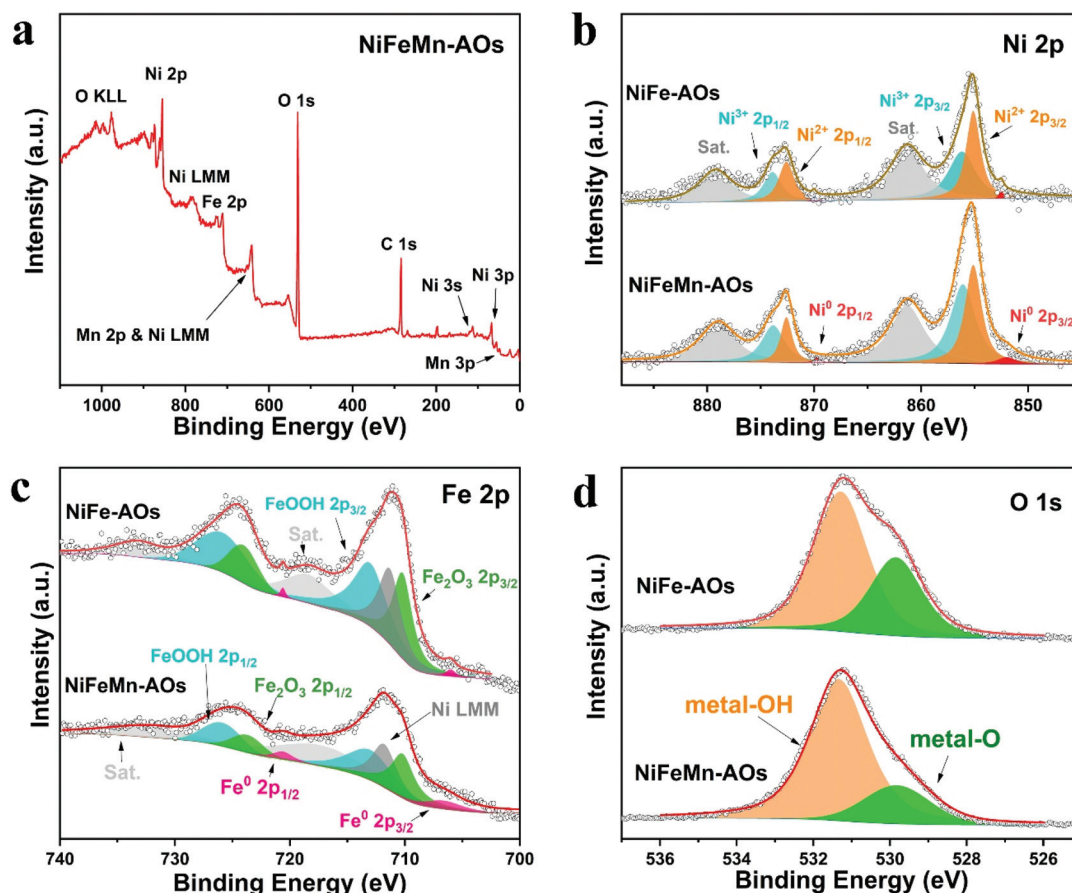 a
NiFeMn-AOs
O KLL
Ni 2p
Ni LMM
Fe 2p
O 1s
C 1s
Ni 3s
Ni 3p
Mn 2p & Ni LMM
Mn 3p
Intensity (a.u.)
1000 800 600 400 200 0
Binding Energy (eV)
b
Ni 2p
NiFe-AOs
Ni³⁺ 2p₁/₂
Ni³⁺ 2p₃/₂
Sat.
Ni²⁺ 2p₁/₂
Sat.
Ni²⁺ 2p₃/₂
NiFeMn-AOs
Ni⁰ 2p₁/₂
Ni⁰ 2p₃/₂
Intensity (a.u.)
880 870 860 850
Binding Energy (eV)
c
Fe 2p
NiFe-AOs
FeOOH 2p₃/₂
Sat.
Fe₂O₃ 2p₃/₂
FeOOH 2p₁/₂
NiFeMn-AOs
Fe₂O₃ 2p₁/₂
Ni LMM
Sat.
Fe⁰ 2p₁/₂
Fe⁰ 2p₃/₂
Intensity (a.u.)
740 730 720 710 700
Binding Energy (eV)
d
O 1s
NiFe-AOs
metal-OH
metal-O
NiFeMn-AOs
Intensity (a.u.)
536 534 532 530 528 526
Binding Energy (eV)